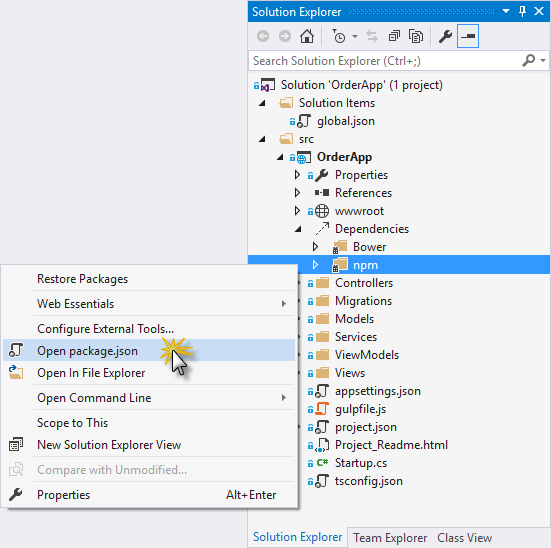 Solution Explorer
Search Solution Explorer (Ctrl+;)
Solution 'OrderApp' (1 project)
Solution Items
global.json
src
OrderApp
Properties
References
wwwroot
Dependencies
Bower
npm
Controllers
Migrations
Models
Services
ViewModels
Views
appsettings.json
gulpfile.js
project.json
Project_Readme.html
C# Startup.cs
tsconfig.json
Solution Explorer Team Explorer Class View
Restore Packages
Web Essentials
Configure External Tools...
Open package.json
Open In File Explorer
Open Command Line
Scope to This
New Solution Explorer View
Compare with Unmodified...
Properties Alt+Enter